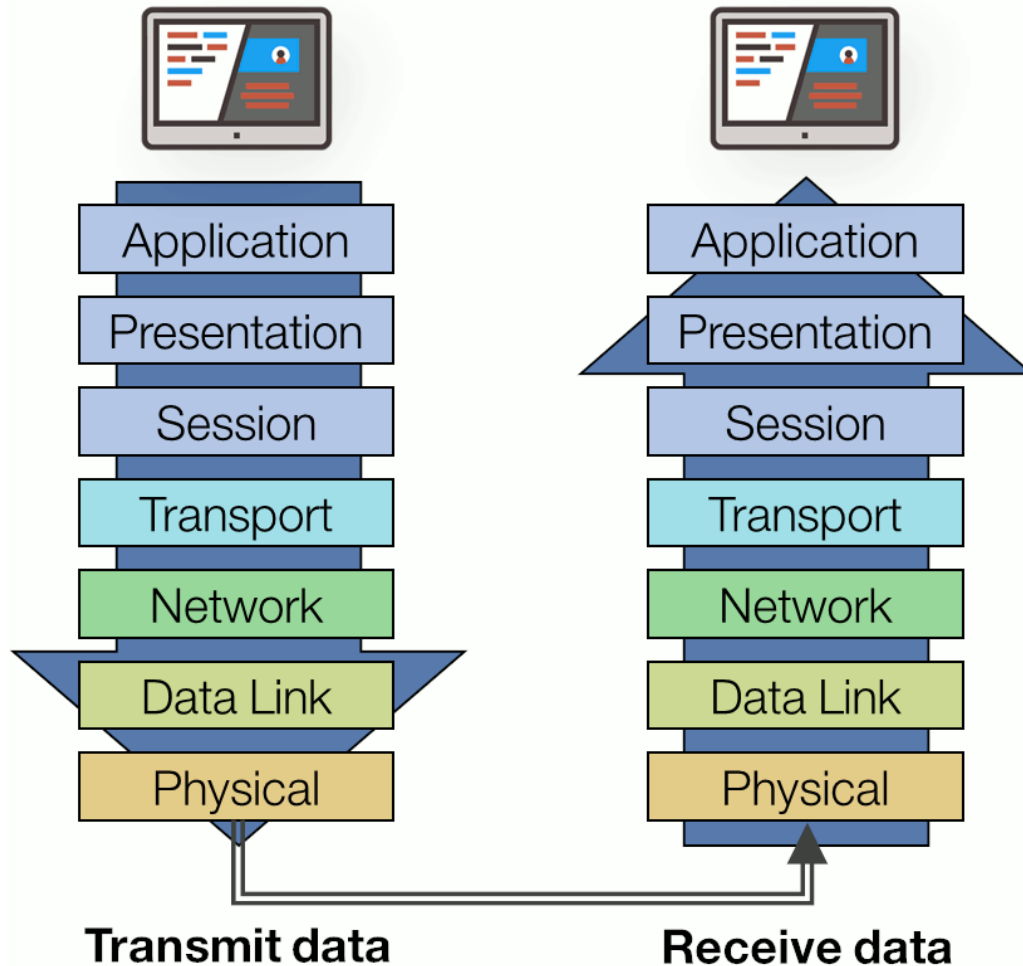 Application
Presentation
Session
Transport
Network
Data Link
Physical
Transmit data
Application
Presentation
Session
Transport
Network
Data Link
Physical
Receive data